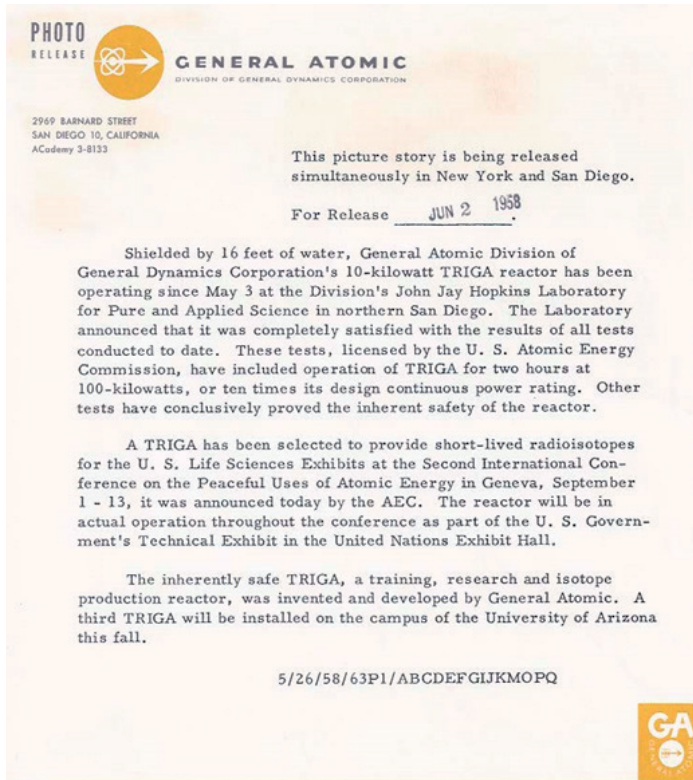 PHOTO
RELEASE
GENERAL ATOMIC
DIVISION OF GENERAL DYNAMICS CORPORATION
2969 BARNARD STREET
SAN DIEGO 10, CALIFORNIA
ACademy 3-8133
This picture story is being released
simultaneously in New York and San Diego.
For Release JUN 2 1958.
Shielded by 16 feet of water, General Atomic Division of
General Dynamics Corporation's 10-kilowatt TRIGA reactor has been
operating since May 3 at the Division's John Jay Hopkins Laboratory
for Pure and Applied Science in northern San Diego. The Laboratory
announced that it was completely satisfied with the results of all tests
conducted to date. These tests, licensed by the U. S. Atomic Energy
Commission, have included operation of TRIGA for two hours at
100-kilowatts, or ten times its design continuous power rating. Other
tests have conclusively proved the inherent safety of the reactor.
A TRIGA has been selected to provide short-lived radioisotopes
for the U. S. Life Sciences Exhibits at the Second International Con-
ference on the Peaceful Uses of Atomic Energy in Geneva, September
1 - 13, it was announced today by the AEC. The reactor will be in
actual operation throughout the conference as part of the U. S. Govern-
ment's Technical Exhibit in the United Nations Exhibit Hall.
The inherently safe TRIGA, a training, research and isotope
production reactor, was invented and developed by General Atomic. A
third TRIGA will be installed on the campus of the University of Arizona
this fall.
5/26/58/63P1/ABCDEFGIJKMOPQ
GA
GENERAL ATOMIC